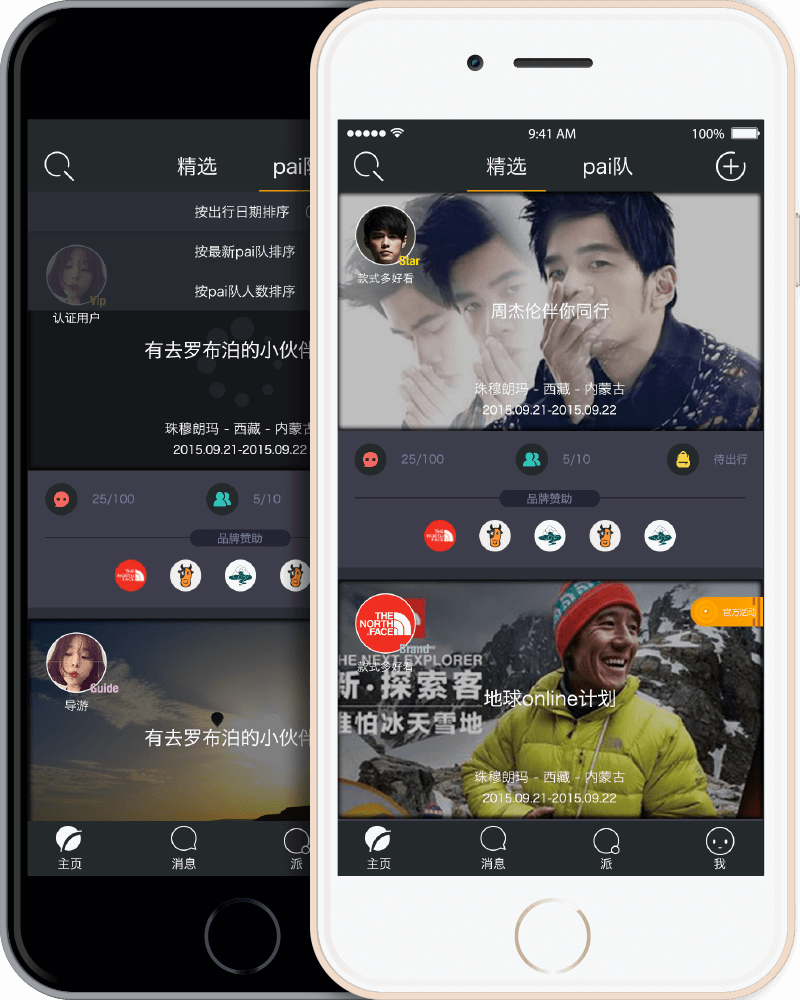 精选
pai队
按出行日期排序
按最新pai队排序
按pai队人数排序
Vip
认证用户
有去罗布泊的小伙伴
珠穆朗玛 - 西藏 - 内蒙古
2015.09.21-2015.09.22
25/100
5/10
品牌赞助
THE
NORTH
FACE
Guide
导游
有去罗布泊的小伙伴
主页
消息
派
9:41 AM
100%
精选
pai队
Star
款式多好看
周杰伦伴你同行
珠穆朗玛 - 西藏 - 内蒙古
2015.09.21-2015.09.22
25/100
5/10
待出行
品牌赞助
THE
NORTH
FACE
THE
NORTH
FACE
Brand
款式多好看
官方活动
HE NEXT EXPLORER
新·探索客
惟怕冰天雪地
地球online计划
珠穆朗玛 - 西藏 - 内蒙古
2015.09.21-2015.09.22
主页
消息
派
我